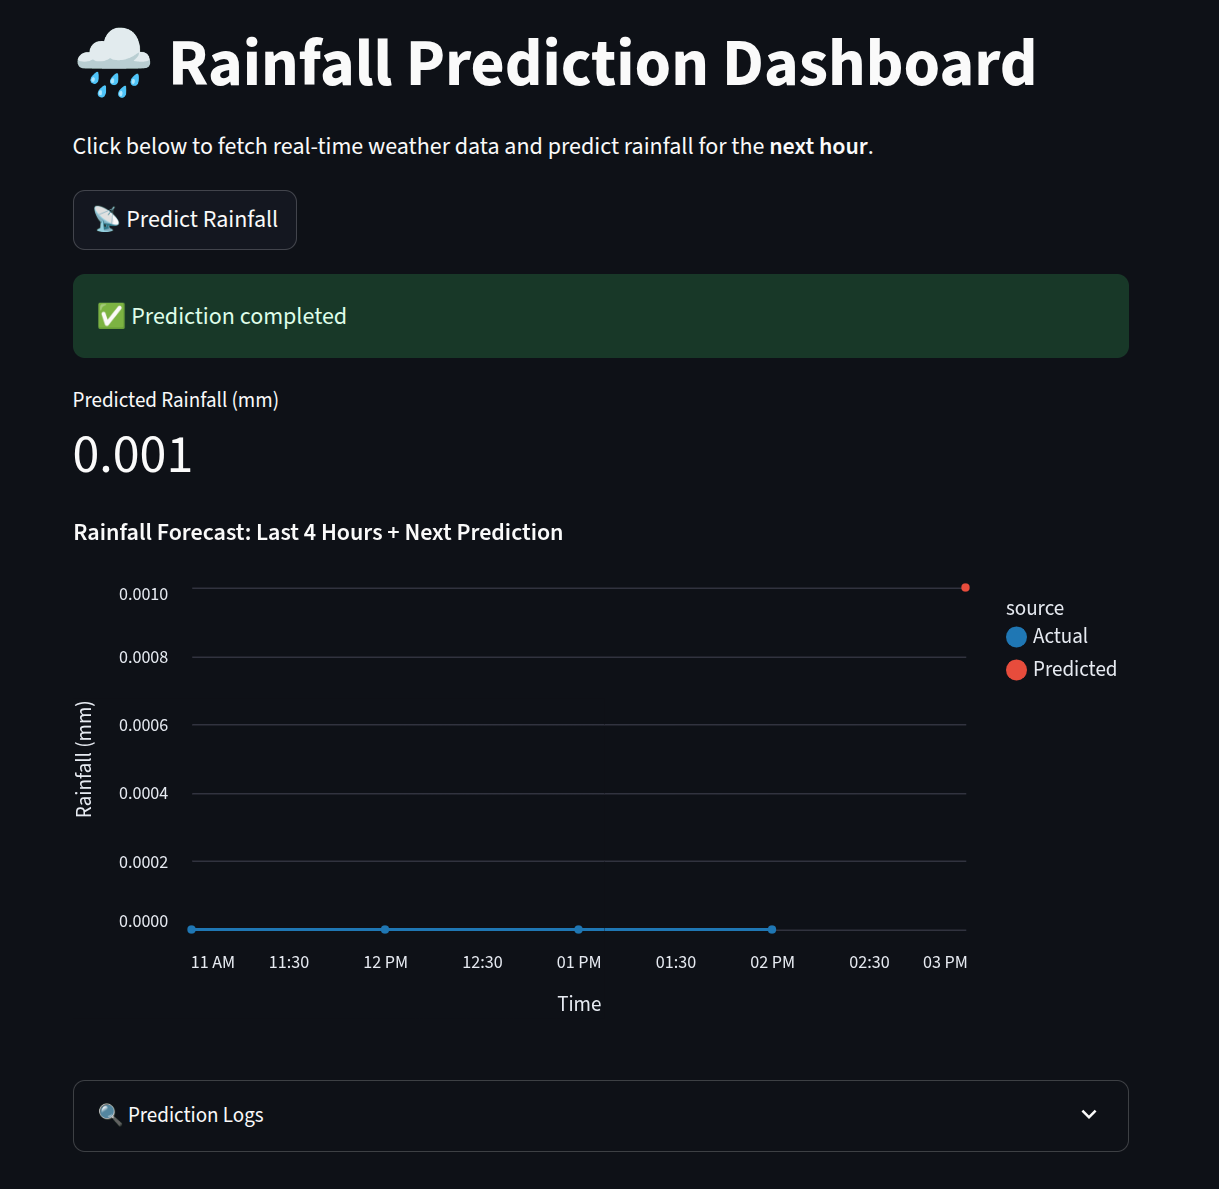 Rainfall Prediction Dashboard
Click below to fetch real-time weather data and predict rainfall for the next hour.
Predict Rainfall
Prediction completed
Predicted Rainfall (mm)
0.001
Rainfall Forecast: Last 4 Hours + Next Prediction
0.0010
0.0008
0.0006
0.0004
0.0002
0.0000
Rainfall (mm)
11 AM 11:30 12 PM 12:30 01 PM 01:30 02 PM 02:30 03 PM
Time
source
Actual
Predicted
Prediction Logs